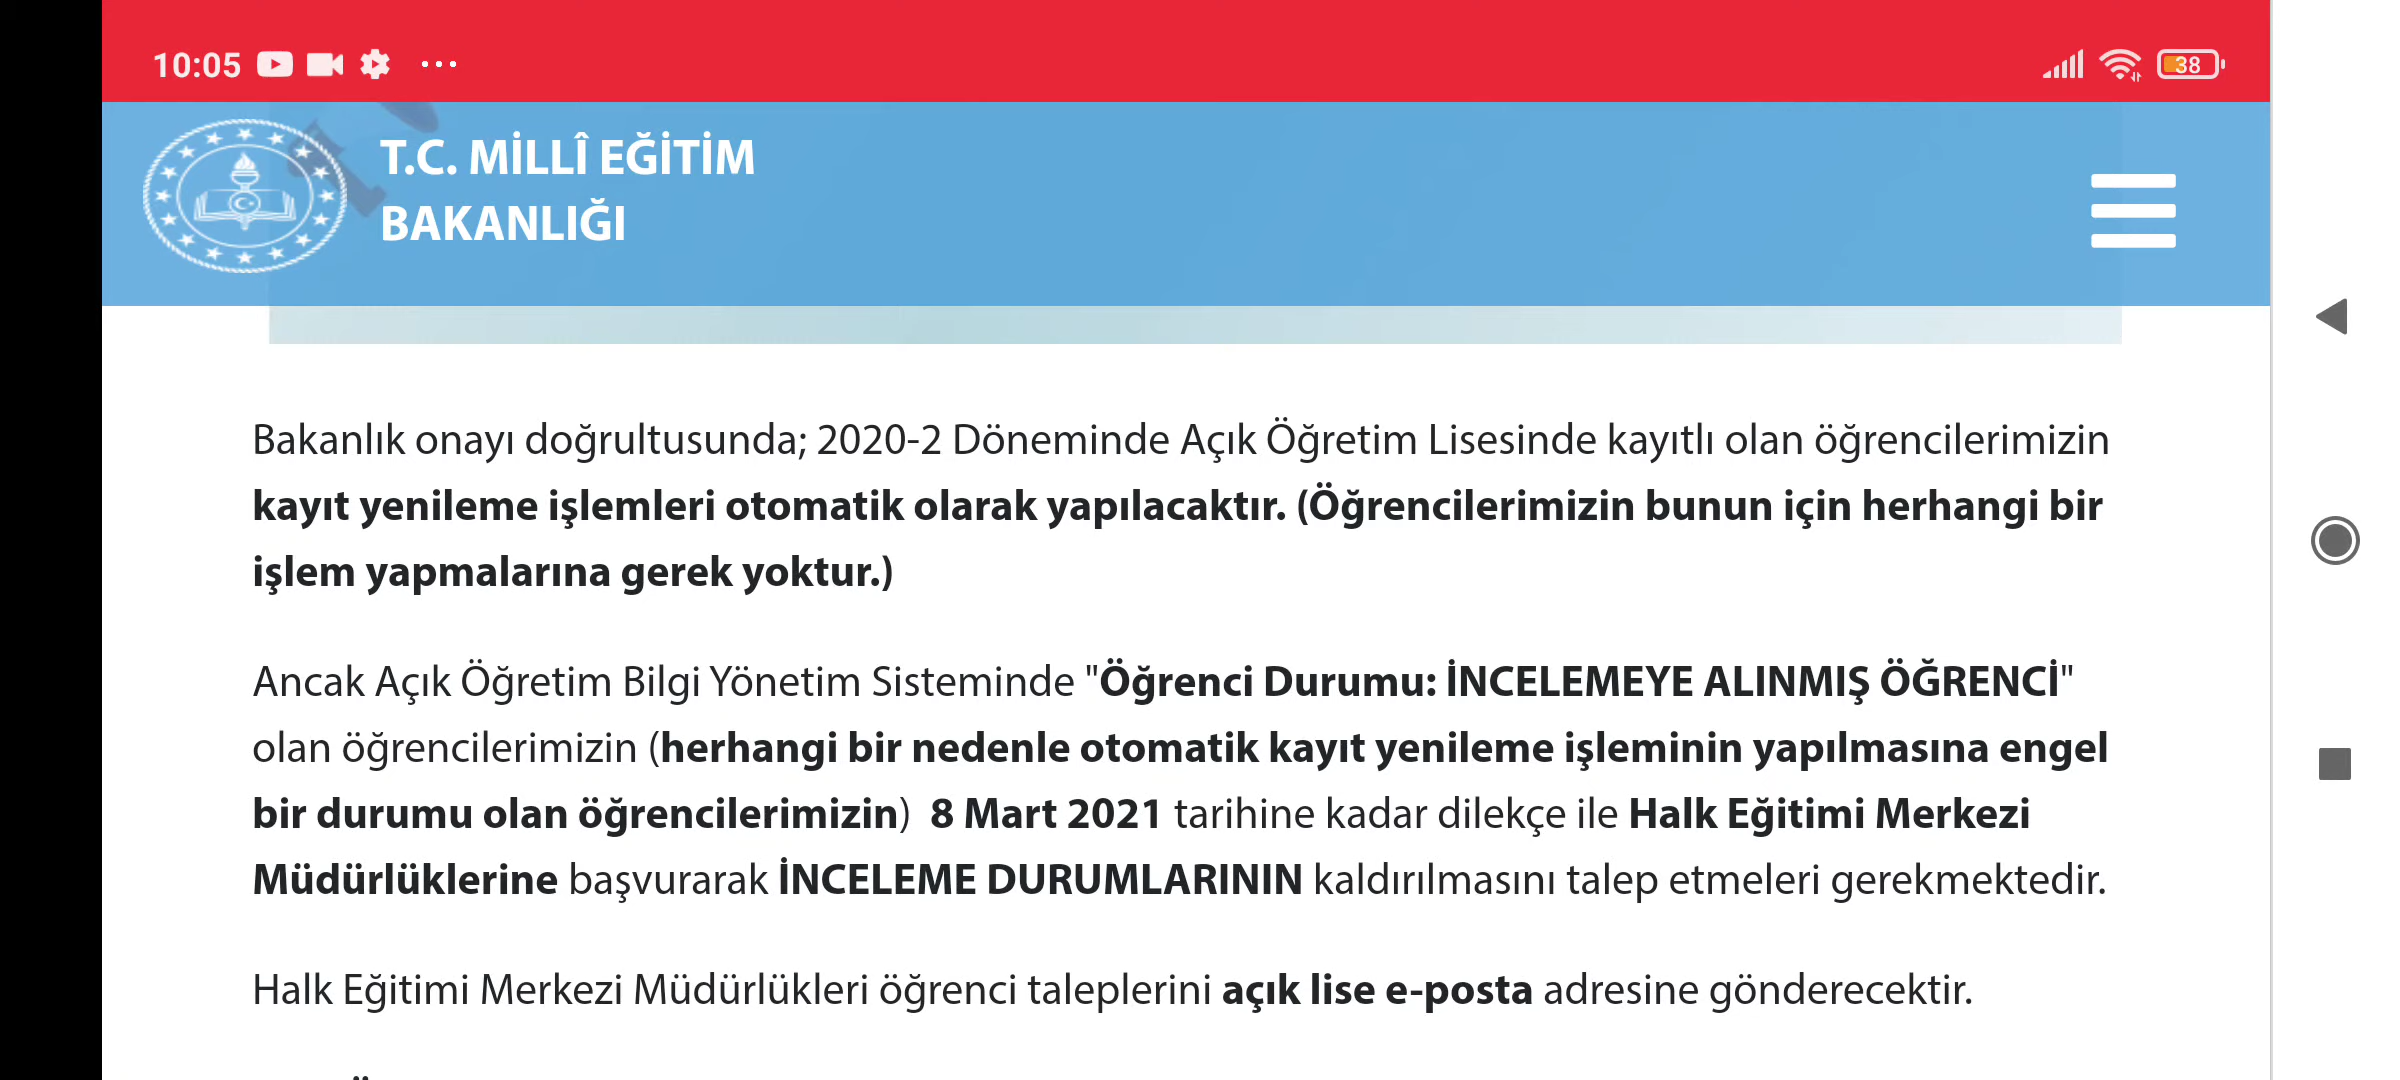 10:05
38
T.C. MİLLÎ EĞİTİM
BAKANLIĞI
Bakanlık onayı doğrultusunda; 2020-2 Döneminde Açık Öğretim Lisesinde kayıtlı olan öğrencilerimizin
kayıt yenileme işlemleri otomatik olarak yapılacaktır. (Öğrencilerimizin bunun için herhangi bir
işlem yapmalarına gerek yoktur.)
Ancak Açık Öğretim Bilgi Yönetim Sisteminde "Öğrenci Durumu: İNCELEMEYE ALINMIŞ ÖĞRENCİ"
olan öğrencilerimizin (herhangi bir nedenle otomatik kayıt yenileme işleminin yapılmasına engel
bir durumu olan öğrencilerimizin)  8 Mart 2021 tarihine kadar dilekçe ile Halk Eğitimi Merkezi
Müdürlüklerine başvurarak İNCELEME DURUMLARININ kaldırılmasını talep etmeleri gerekmektedir.
Halk Eğitimi Merkezi Müdürlükleri öğrenci taleplerini açık lise e-posta adresine gönderecektir.